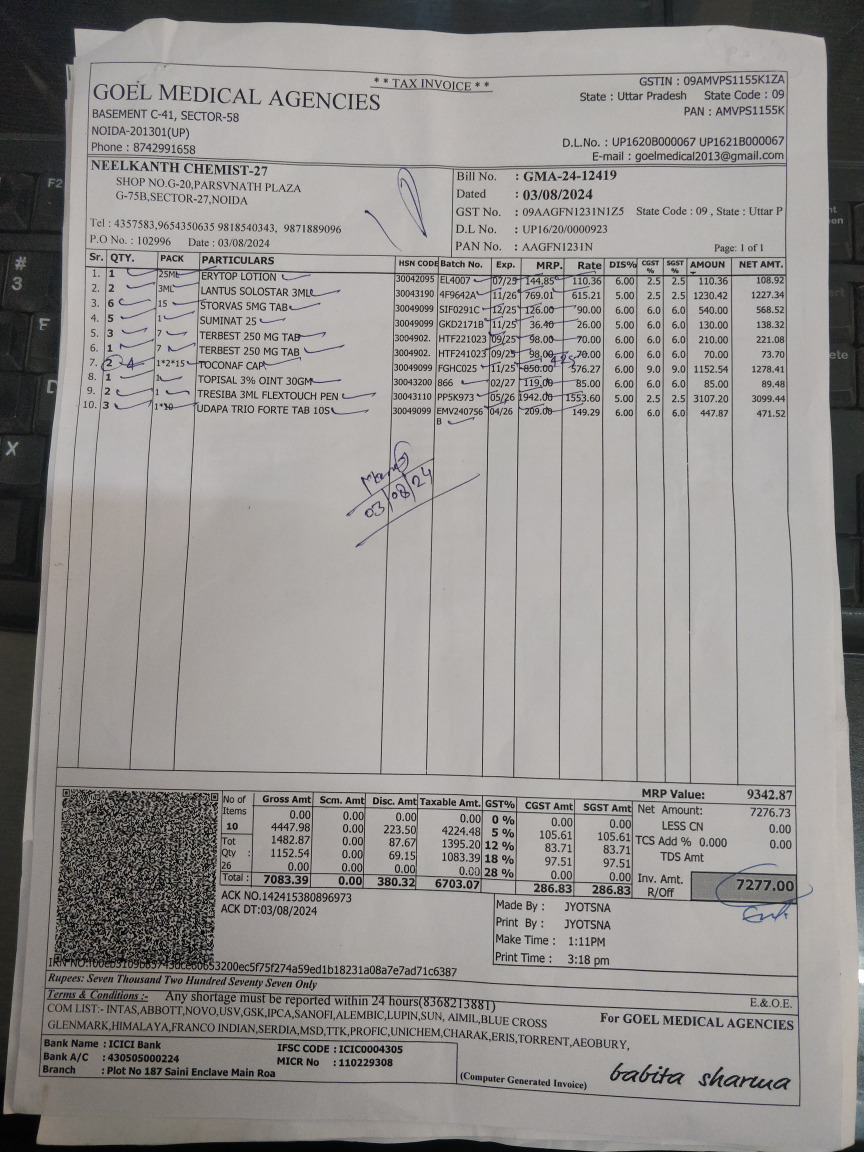 * * TAX INVOICE * *
GSTIN : 09AMVPS1155K1ZA
State : Uttar Pradesh State Code : 09
PAN : AMVPS1155K
GOEL MEDICAL AGENCIES
BASEMENT C-41, SECTOR-58
NOIDA-201301(UP)
Phone : 8742991658
D.L.No. : UP1620B000067 UP1621B000067
E-mail : goelmedical2013@gmail.com
NEELKANTH CHEMIST-27
SHOP NO.G-20,PARSVNATH PLAZA
G-75B,SECTOR-27,NOIDA
Tel : 4357583,9654350635 9818540343, 9871889096
P.O No. : 102996 Date : 03/08/2024
Bill No. : GMA-24-12419
Dated : 03/08/2024
GST No. : 09AAGFN1231N1Z5 State Code : 09 , State : Uttar P
D.L No. : UP16/20/0000923
PAN No. : AAGFN1231N Page: 1 of 1
Sr. QTY. PACK PARTICULARS HSN CODE Batch No. Exp. MRP. Rate DIS% CGST % SGST % AMOUN T NET AMT.
1. 1 25ML ERYTOP LOTION 30042095 EL4007 07/25 144.85 110.36 6.00 2.5 2.5 110.36 108.92
2. 2 3ML LANTUS SOLOSTAR 3ML 30043190 4F9642A 11/26 769.01 615.21 5.00 2.5 2.5 1230.42 1227.34
3. 6 15 STORVAS 5MG TAB 30049099 SIF0291C 12/25 126.00 90.00 6.00 6.0 6.0 540.00 568.52
4. 5 1 SUMINAT 25 30049099 GKD2171B 11/25 36.40 26.00 5.00 6.0 6.0 130.00 138.32
5. 3 7 TERBEST 250 MG TAB 3004902. HTF221023 09/25 98.00 70.00 6.00 6.0 6.0 210.00 221.08
6. 1 7 TERBEST 250 MG TAB 3004902. HTF241023 09/25 98.00 70.00 6.00 6.0 6.0 70.00 73.70
7. 2 4 1*2*15 TOCONAF CAP 30049099 FGHC025 11/25 850.00 425 576.27 6.00 9.0 9.0 1152.54 1278.41
8. 1 1 TOPISAL 3% OINT 30GM 30043200 866 02/27 119.00 85.00 6.00 6.0 6.0 85.00 89.48
9. 2 1 TRESIBA 3ML FLEXTOUCH PEN 30043110 PP5K973 05/26 1942.00 1553.60 5.00 2.5 2.5 3107.20 3099.44
10. 3 1*10 UDAPA TRIO FORTE TAB 10S 30049099 EMV240756 04/26 209.00 149.29 6.00 6.0 6.0 447.87 471.52
B
03/08/24
MRP Value: 9342.87
No of Items 10
Tot Qty : 26
Gross Amt Scm. Amt Disc. Amt Taxable Amt. GST% CGST Amt SGST Amt
0.00 0.00 0.00 0.00 0 % 0.00 0.00
4447.98 0.00 223.50 4224.48 5 % 105.61 105.61
1482.87 0.00 87.67 1395.20 12 % 83.71 83.71
1152.54 0.00 69.15 1083.39 18 % 97.51 97.51
0.00 0.00 0.00 0.00 28 % 0.00 0.00
Total : 7083.39 0.00 380.32 6703.07 286.83 286.83
Net Amount: 7276.73
LESS CN 0.00
TCS Add % 0.000 0.00
TDS Amt
Inv. Amt. R/Off 7277.00
ACK NO.142415380896973
ACK DT:03/08/2024
Made By : JYOTSNA
Print By : JYOTSNA
Make Time : 1:11PM
Print Time : 3:18 pm
Rupees: Seven Thousand Two Hundred Seventy Seven Only
E.&.O.E.
Terms & Conditions :- Any shortage must be reported within 24 hours(8368213881)
COM LIST:- INTAS,ABBOTT,NOVO,USV,GSK,IPCA,SANOFI,ALEMBIC,LUPIN,SUN, AIMIL,BLUE CROSS
GLENMARK,HIMALAYA,FRANCO INDIAN,SERDIA,MSD,TTK,PROFIC,UNICHEM,CHARAK,ERIS,TORRENT,AEOBURY,
For GOEL MEDICAL AGENCIES
Bank Name : ICICI Bank IFSC CODE : ICIC0004305
Bank A/C : 430505000224 MICR No : 110229308
Branch : Plot No 187 Saini Enclave Main Roa
(Computer Generated Invoice)
babita sharma
F2
#
3
E
X